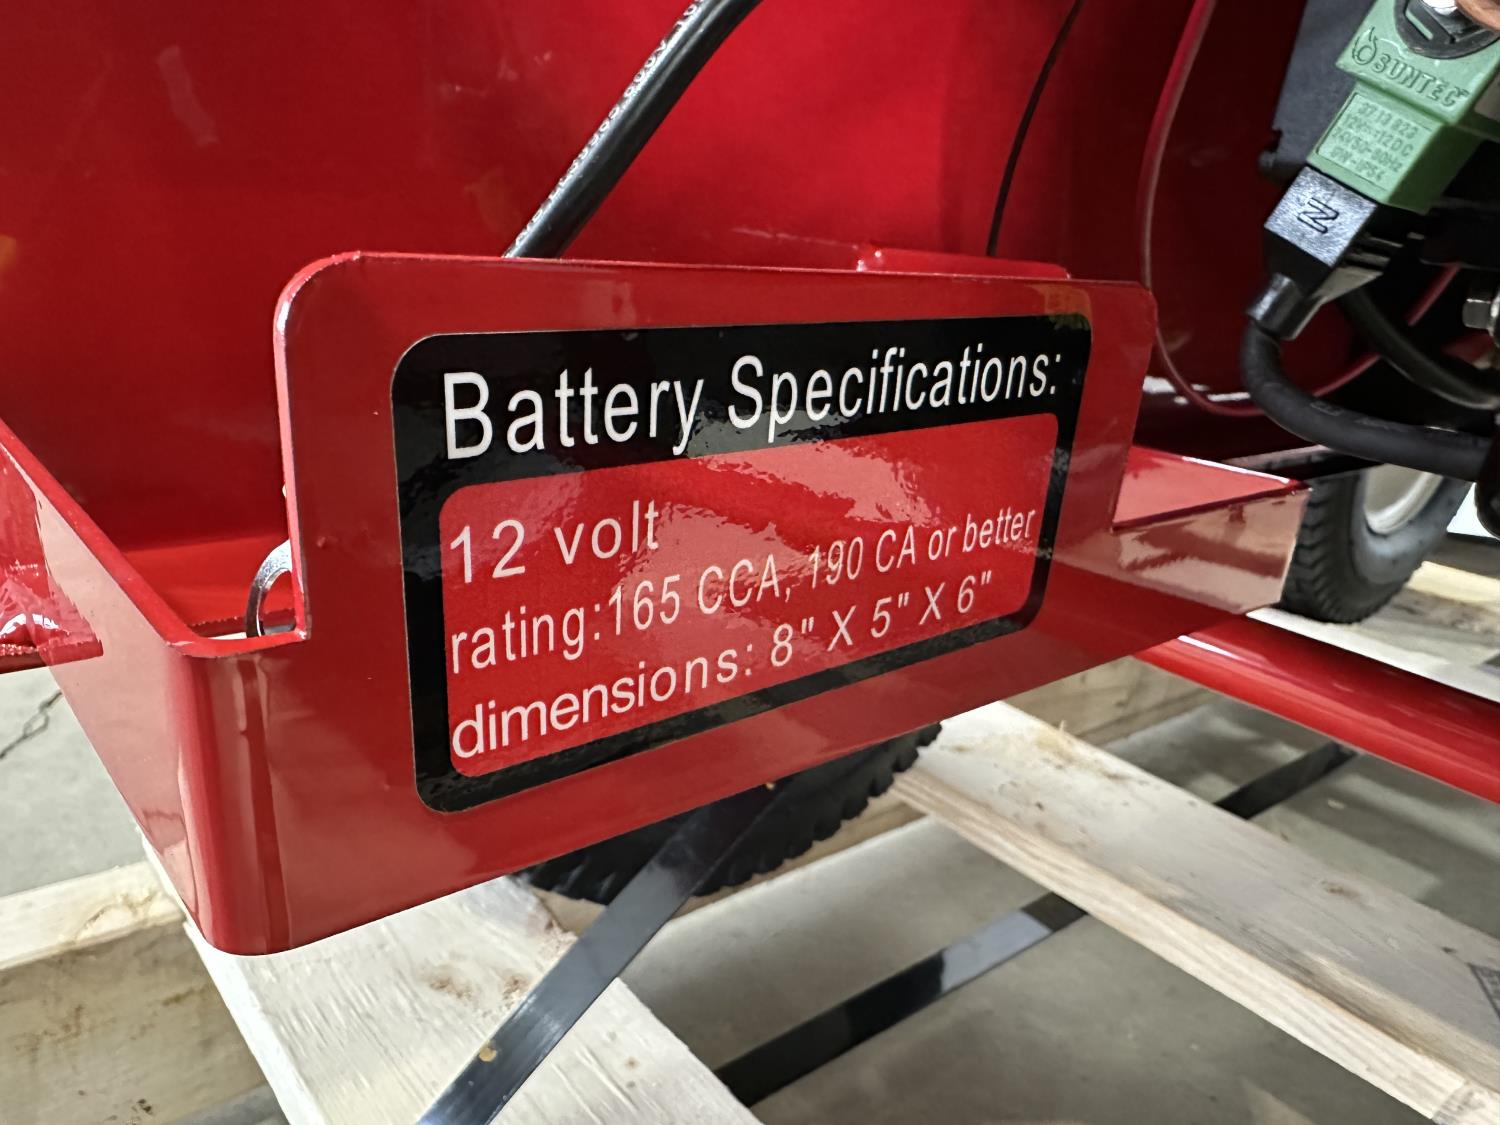 SUNTEC
Battery Specifications:
12 volt
rating:165 CCA, 190 CA or better
dimensions: 8" X 5" X 6"